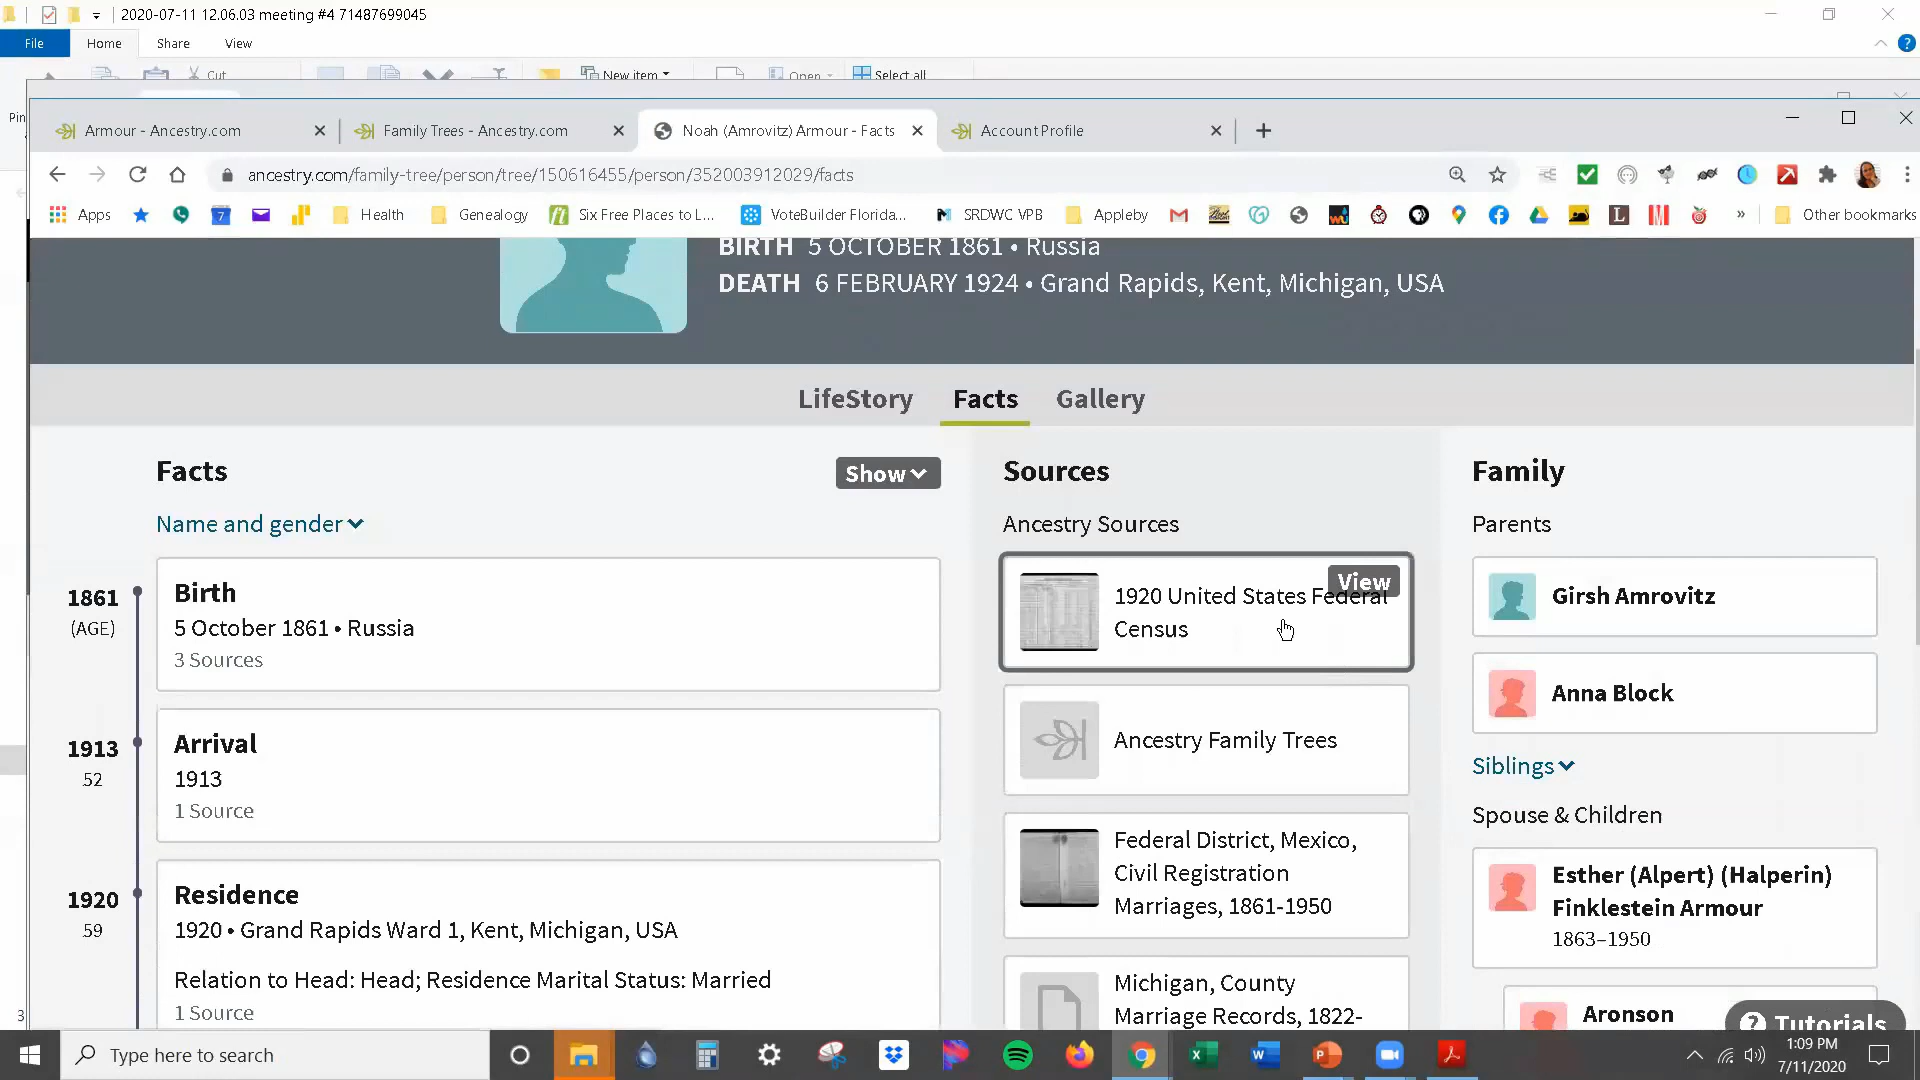 2020-07-11 12.06.03 meeting #4 71487699045
File Home Share View
Cut New item Open Select all
Pin
Armour - Ancestry.com
Family Trees - Ancestry.com
Noah (Amrovitz) Armour - Facts
Account Profile
ancestry.com/family-tree/person/tree/150616455/person/352003912029/facts
Apps 7 Health Genealogy Six Free Places to L... VoteBuilder Florida... SRDWC VPB Appleby » Other bookmarks
BIRTH 5 OCTOBER 1861 • Russia
DEATH 6 FEBRUARY 1924 • Grand Rapids, Kent, Michigan, USA
LifeStory Facts Gallery
Facts
Show
Name and gender
1861
(AGE)
Birth
5 October 1861 • Russia
3 Sources
1913
52
Arrival
1913
1 Source
1920
59
Residence
1920 • Grand Rapids Ward 1, Kent, Michigan, USA
Relation to Head: Head; Residence Marital Status: Married
1 Source
Sources
Ancestry Sources
View
1920 United States Federal
Census
Ancestry Family Trees
Federal District, Mexico,
Civil Registration
Marriages, 1861-1950
Michigan, County
Marriage Records, 1822-
Family
Parents
Girsh Amrovitz
Anna Block
Siblings
Spouse & Children
Esther (Alpert) (Halperin)
Finklestein Armour
1863–1950
Aronson
Tutorials
3
Type here to search
1:09 PM
7/11/2020